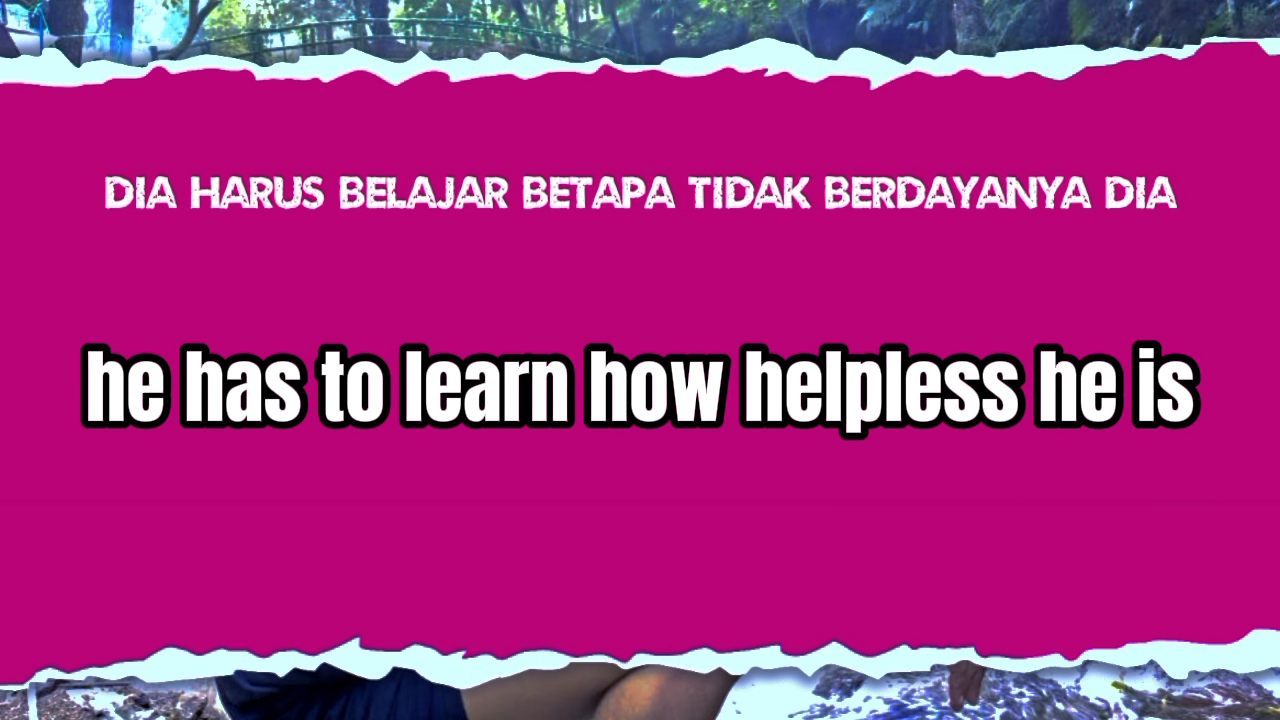 DIA HARUS BELAJAR BETAPA TIDAK BERDAYANYA DIA
he has to learn how helpless he is